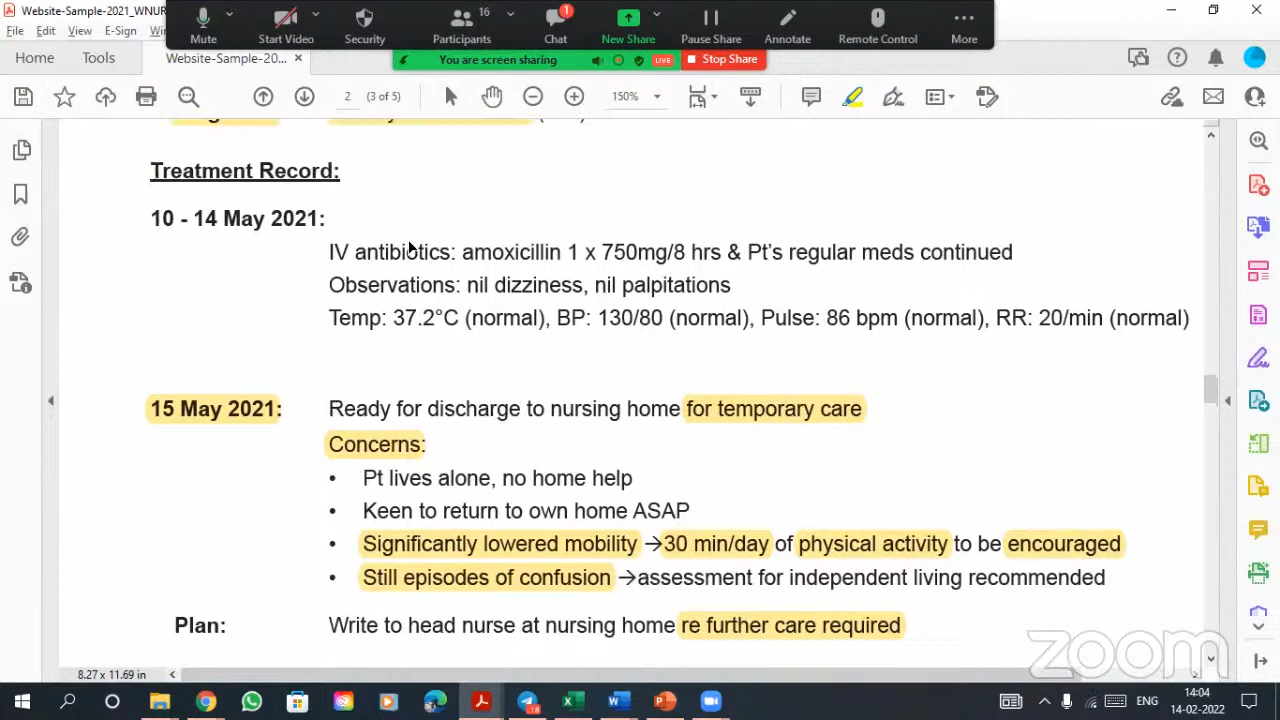 Website-Sample-2021_WNUR
16
1
Mute
Start Video
Security
Participants
Chat
New Share
Pause Share
Annotate
Remote Control
More
File
Edit
View
E-Sign
Wi
You are screen sharing
LIVE
Stop Share
Home
Tools
Website-Sample-20...
2
(3 of 5)
150%
Treatment Record:
10 - 14 May 2021:
IV antibiotics: amoxicillin 1 x 750mg/8 hrs & Pt's regular meds continued
Observations: nil dizziness, nil palpitations
Temp: 37.2°C (normal), BP: 130/80 (normal), Pulse: 86 bpm (normal), RR: 20/min (normal)
15 May 2021: Ready for discharge to nursing home for temporary care
Concerns:
• Pt lives alone, no home help
• Keen to return to own home ASAP
• Significantly lowered mobility →30 min/day of physical activity to be encouraged
• Still episodes of confusion →assessment for independent living recommended
Plan: Write to head nurse at nursing home re further care required
zoom
8.27 x 11.69 in
18
ENG
14:04
14-02-2022